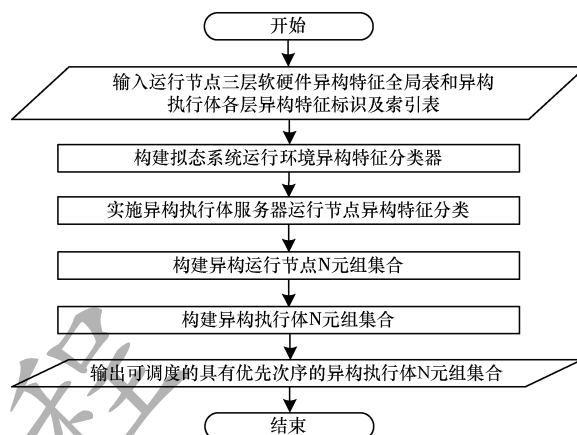 开始
输入运行节点三层软硬件异构特征全局表和异构
执行体各层异构特征标识及索引表
构建拟态系统运行环境异构特征分类器
实施异构执行体服务器运行节点异构特征分类
构建异构运行节点N元组集合
构建异构执行体N元组集合
输出可调度的具有优先次序的异构执行体N元组集合
结束
程